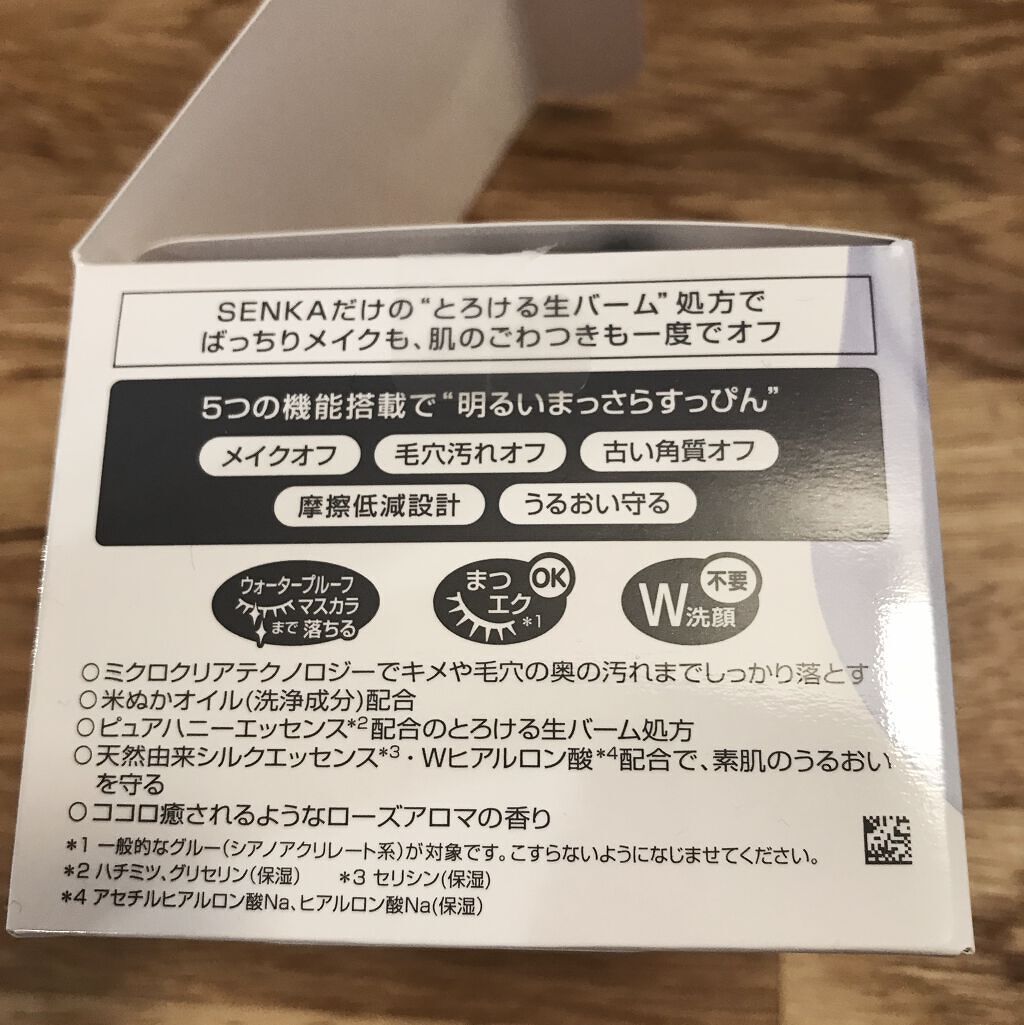 SENKAだけの“とろける生バーム”処方で
ばっちりメイクも、肌のごわつきも一度でオフ
5つの機能搭載で“明るいまっさらすっぴん”
メイクオフ 毛穴汚れオフ 古い角質オフ
摩擦低減設計 うるおい守る
ウォータープルーフ
マスカラ
まで 落ちる
まつ OK
エク*1
W洗顔 不要
○ミクロクリアテクノロジーでキメや毛穴の奥の汚れまでしっかり落とす
○米ぬかオイル(洗浄成分)配合
○ピュアハニーエッセンス*2配合のとろける生バーム処方
○天然由来シルクエッセンス*3・Wヒアルロン酸*4配合で、素肌のうるおい
を守る
○ココロ癒されるようなローズアロマの香り
*1 一般的なグルー(シアノアクリレート系)が対象です。こすらないようになじませてください。
*2 ハチミツ、グリセリン(保湿) *3 セリシン(保湿)
*4 アセチルヒアルロン酸Na、ヒアルロン酸Na(保湿)